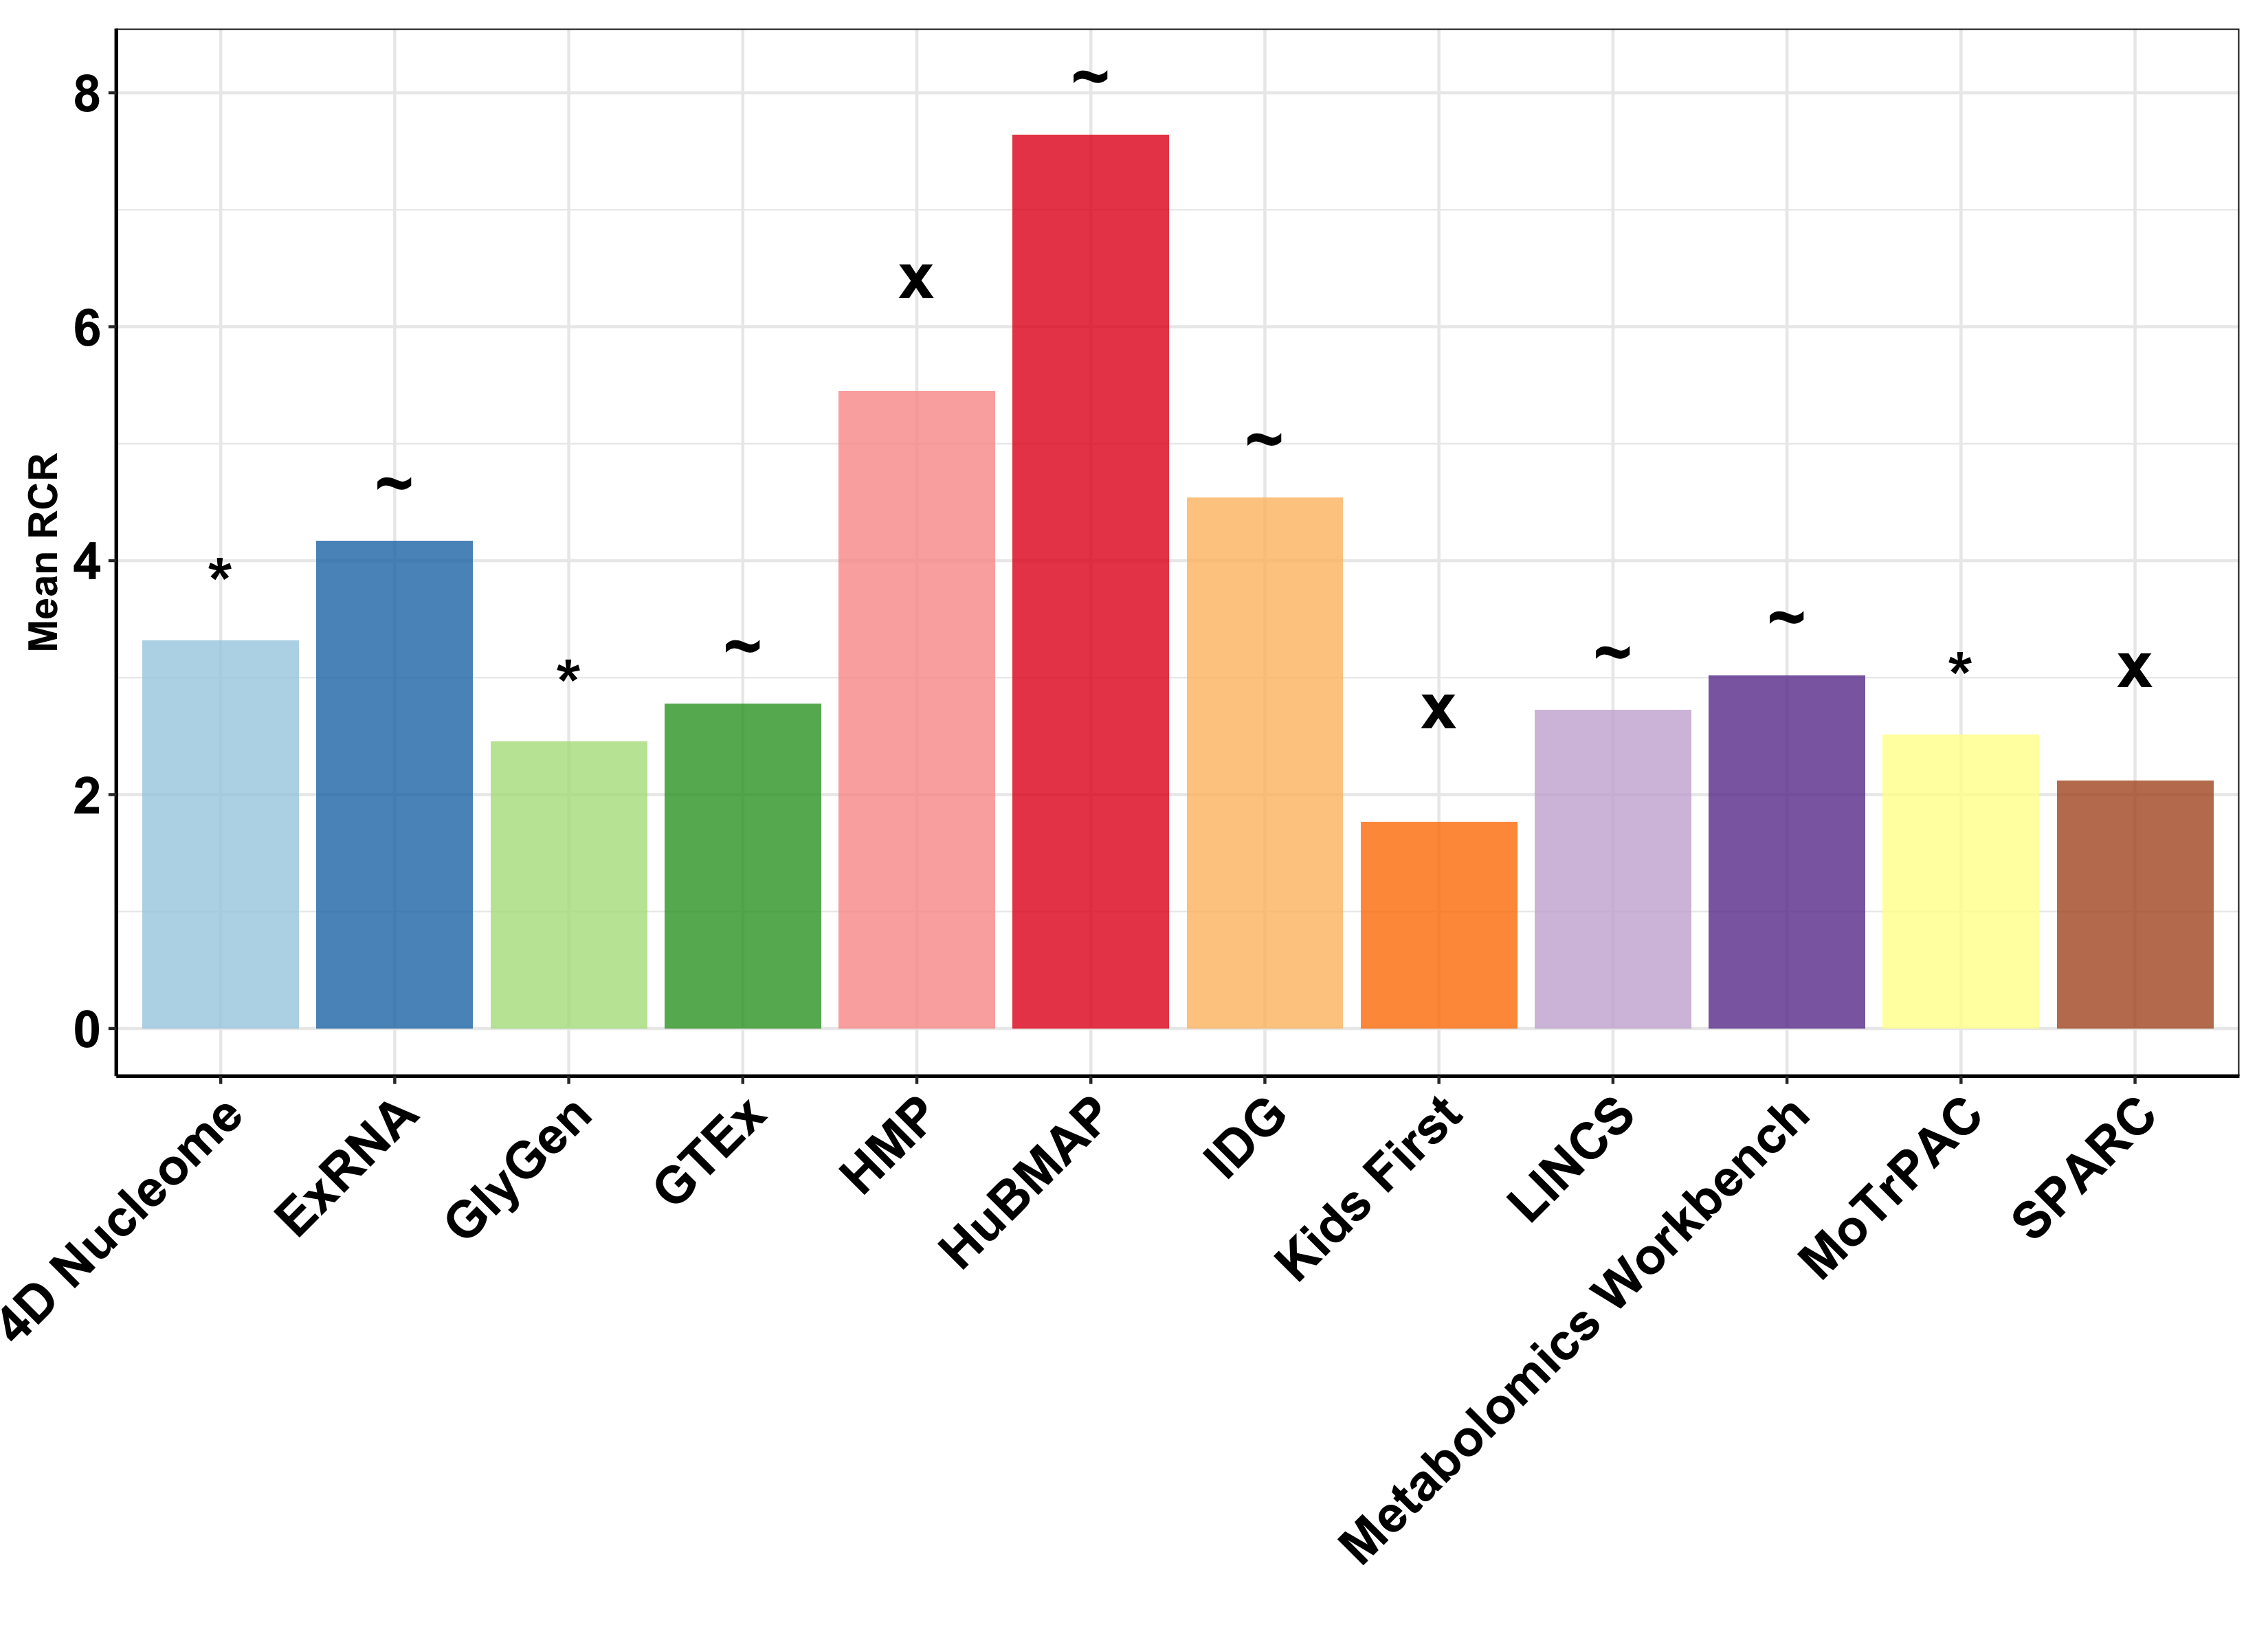 Mean RCR
8
6
4
2
0
~
x
~
~
*
~
*
~
x
~
*
x
4D Nucleome
ExRNA
GlyGen
GTEx
HMP
HuBMAP
IDG
Kids First
LINCS
Metabolomics Workbench
MoTrPAC
SPARC